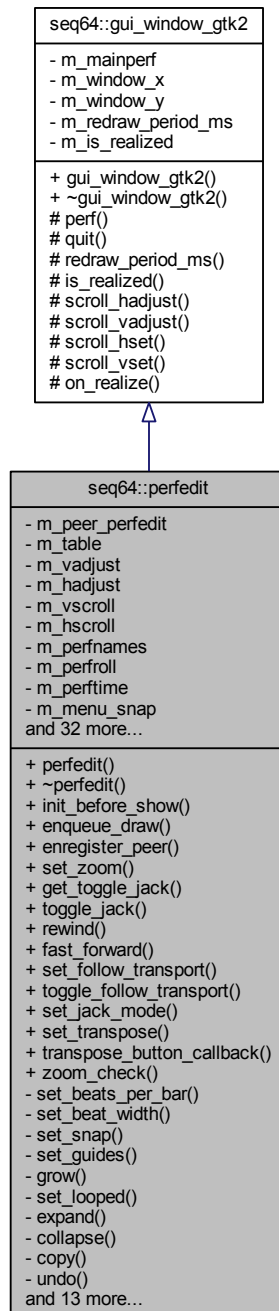 seq64::gui_window_gtk2
- m_mainperf
- m_window_x
- m_window_y
- m_redraw_period_ms
- m_is_realized
+ gui_window_gtk2()
+ ~gui_window_gtk2()
# perf()
# quit()
# redraw_period_ms()
# is_realized()
# scroll_hadjust()
# scroll_vadjust()
# scroll_hset()
# scroll_vset()
# on_realize()
seq64::perfedit
- m_peer_perfedit
- m_table
- m_vadjust
- m_hadjust
- m_vscroll
- m_hscroll
- m_perfnames
- m_perfroll
- m_perftime
- m_menu_snap
and 32 more...
+ perfedit()
+ ~perfedit()
+ init_before_show()
+ enqueue_draw()
+ enregister_peer()
+ set_zoom()
+ get_toggle_jack()
+ toggle_jack()
+ rewind()
+ fast_forward()
+ set_follow_transport()
+ toggle_follow_transport()
+ set_jack_mode()
+ set_transpose()
+ transpose_button_callback()
+ zoom_check()
- set_beats_per_bar()
- set_beat_width()
- set_snap()
- set_guides()
- grow()
- set_looped()
- expand()
- collapse()
- copy()
- undo()
and 13 more...